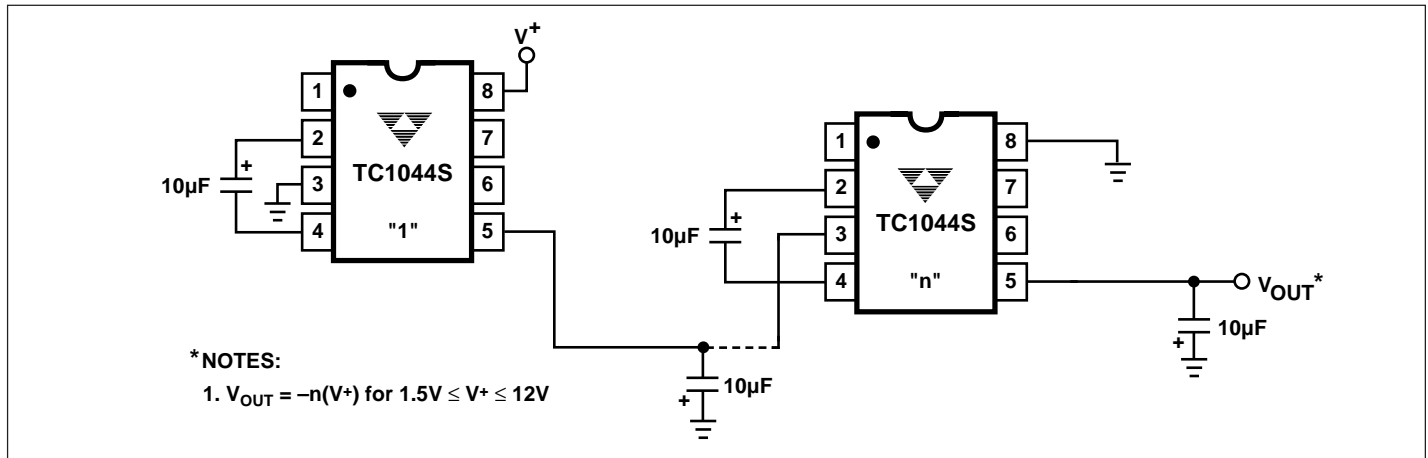 V+
1
8
2
7
+
10µF
TC1044S
3
6
4
"1"
5
1
8
2
7
+
10µF
TC1044S
3
6
4
"n"
5
VOUT*
10µF
+
10µF
+
*NOTES:
1. VOUT = –n(V+) for 1.5V ≤ V+ ≤ 12V